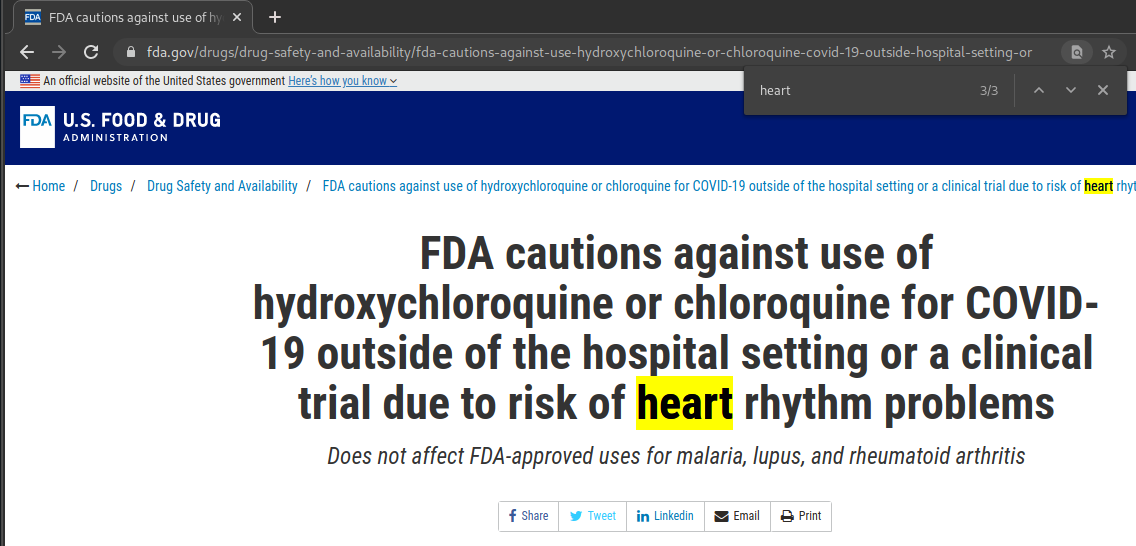 FDA FDA cautions against use of hy
fda.gov/drugs/drug-safety-and-availability/fda-cautions-against-use-hydroxychloroquine-or-chloroquine-covid-19-outside-hospital-setting-or
An official website of the United States government Here's how you know
heart 3/3
FDA U.S. FOOD & DRUG
ADMINISTRATION
Home / Drugs / Drug Safety and Availability / FDA cautions against use of hydroxychloroquine or chloroquine for COVID-19 outside of the hospital setting or a clinical trial due to risk of heart rhyt
FDA cautions against use of
hydroxychloroquine or chloroquine for COVID-
19 outside of the hospital setting or a clinical
trial due to risk of heart rhythm problems
Does not affect FDA-approved uses for malaria, lupus, and rheumatoid arthritis
f Share Tweet in Linkedin Email Print